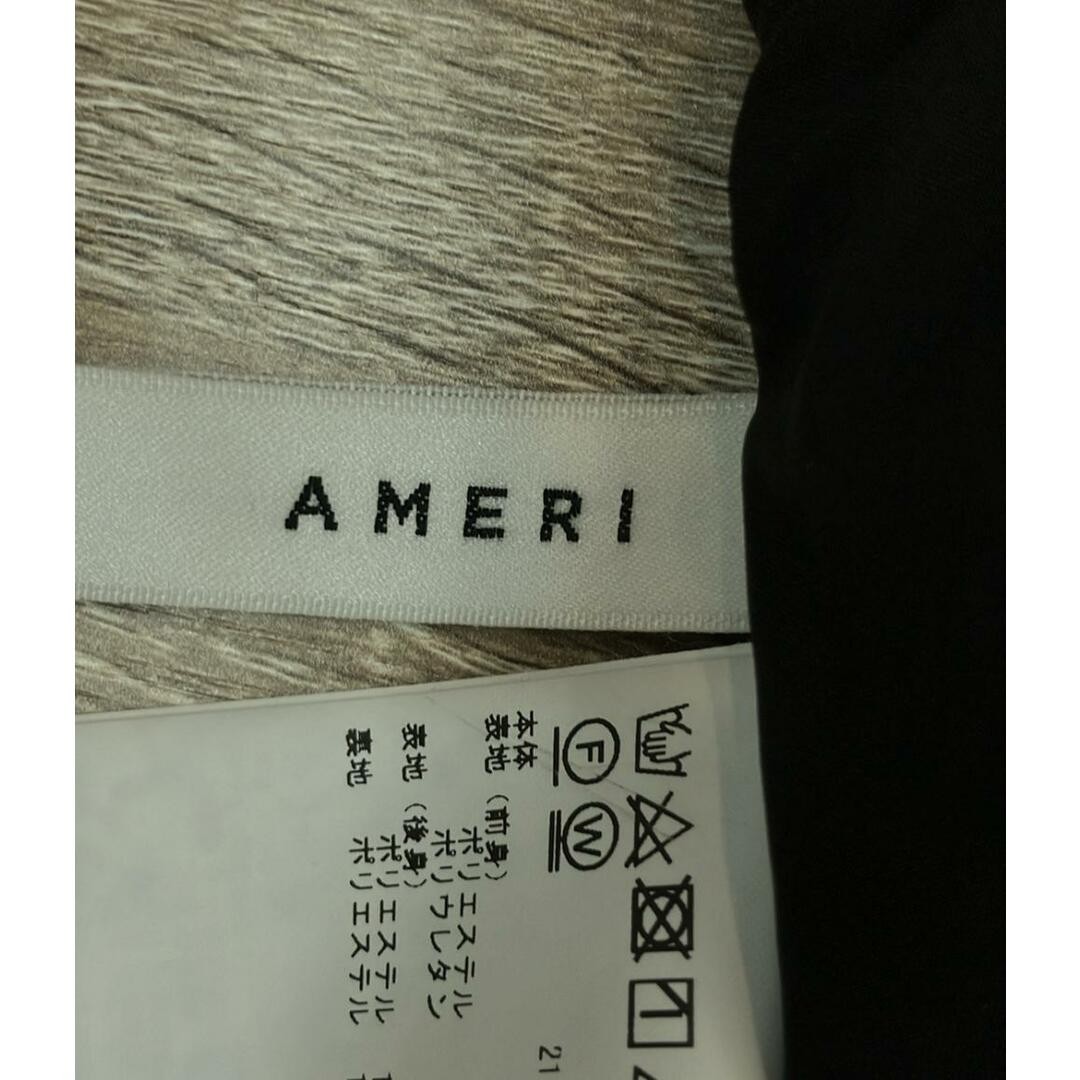 AMERI
F
W
21
本体
表地 (前身)
ポリエステル
ポリウレタン
表地 (後身)
ポリエステル
裏地 ポリエステル